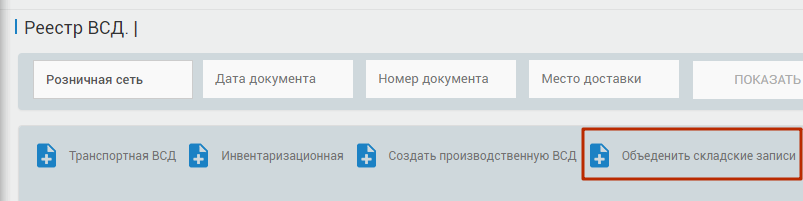 Реестр ВСД. |
Розничная сеть Дата документа Номер документа Место доставки ПОКАЗАТЬ
Транспортная ВСД Инвентаризационная Создать производственную ВСД Объеденить складские записи